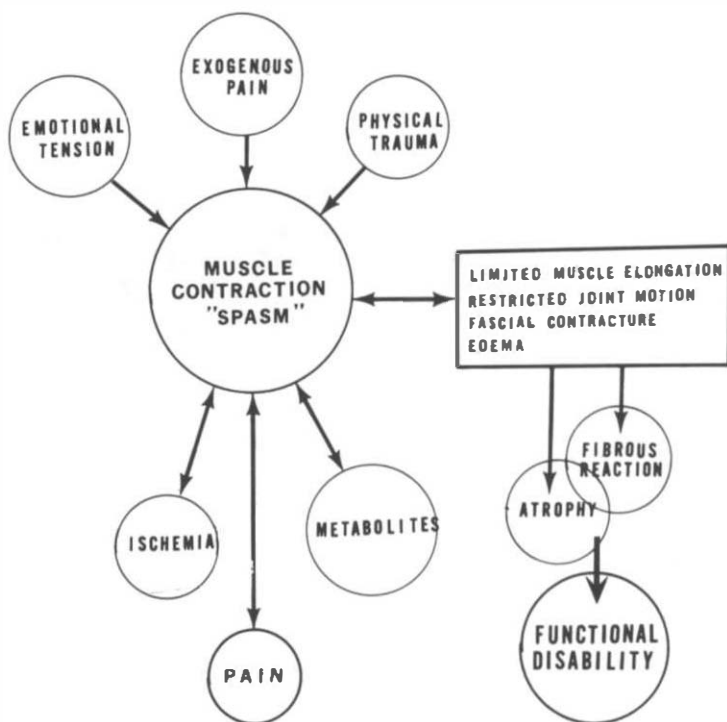 EXOGENOUS
PAIN
EMOTIONAL
TENSION
PHYSICAL
TRAUMA
MUSCLE
CONTRACTION
"SPASM"
LIMITED MUSCLE ELONGATION
RESTRICTED JOINT MOTION
FASCIAL CONTRACTURE
EDEMA
FIBROUS
REACTION
ATROPHY
ISCHEMIA
METABOLITES
PAIN
FUNCTIONAL
DISABILITY